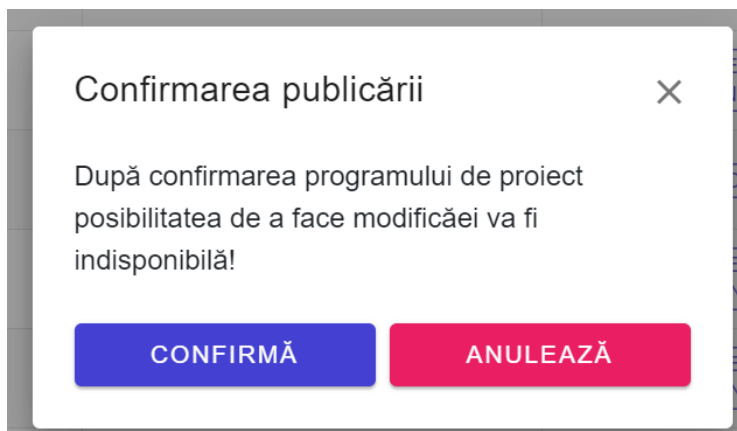 Confirmarea publicării
După confirmarea programului de proiect
posibilitatea de a face modificăei va fi
indisponibilă!
CONFIRMĂ
ANULEAZĂ